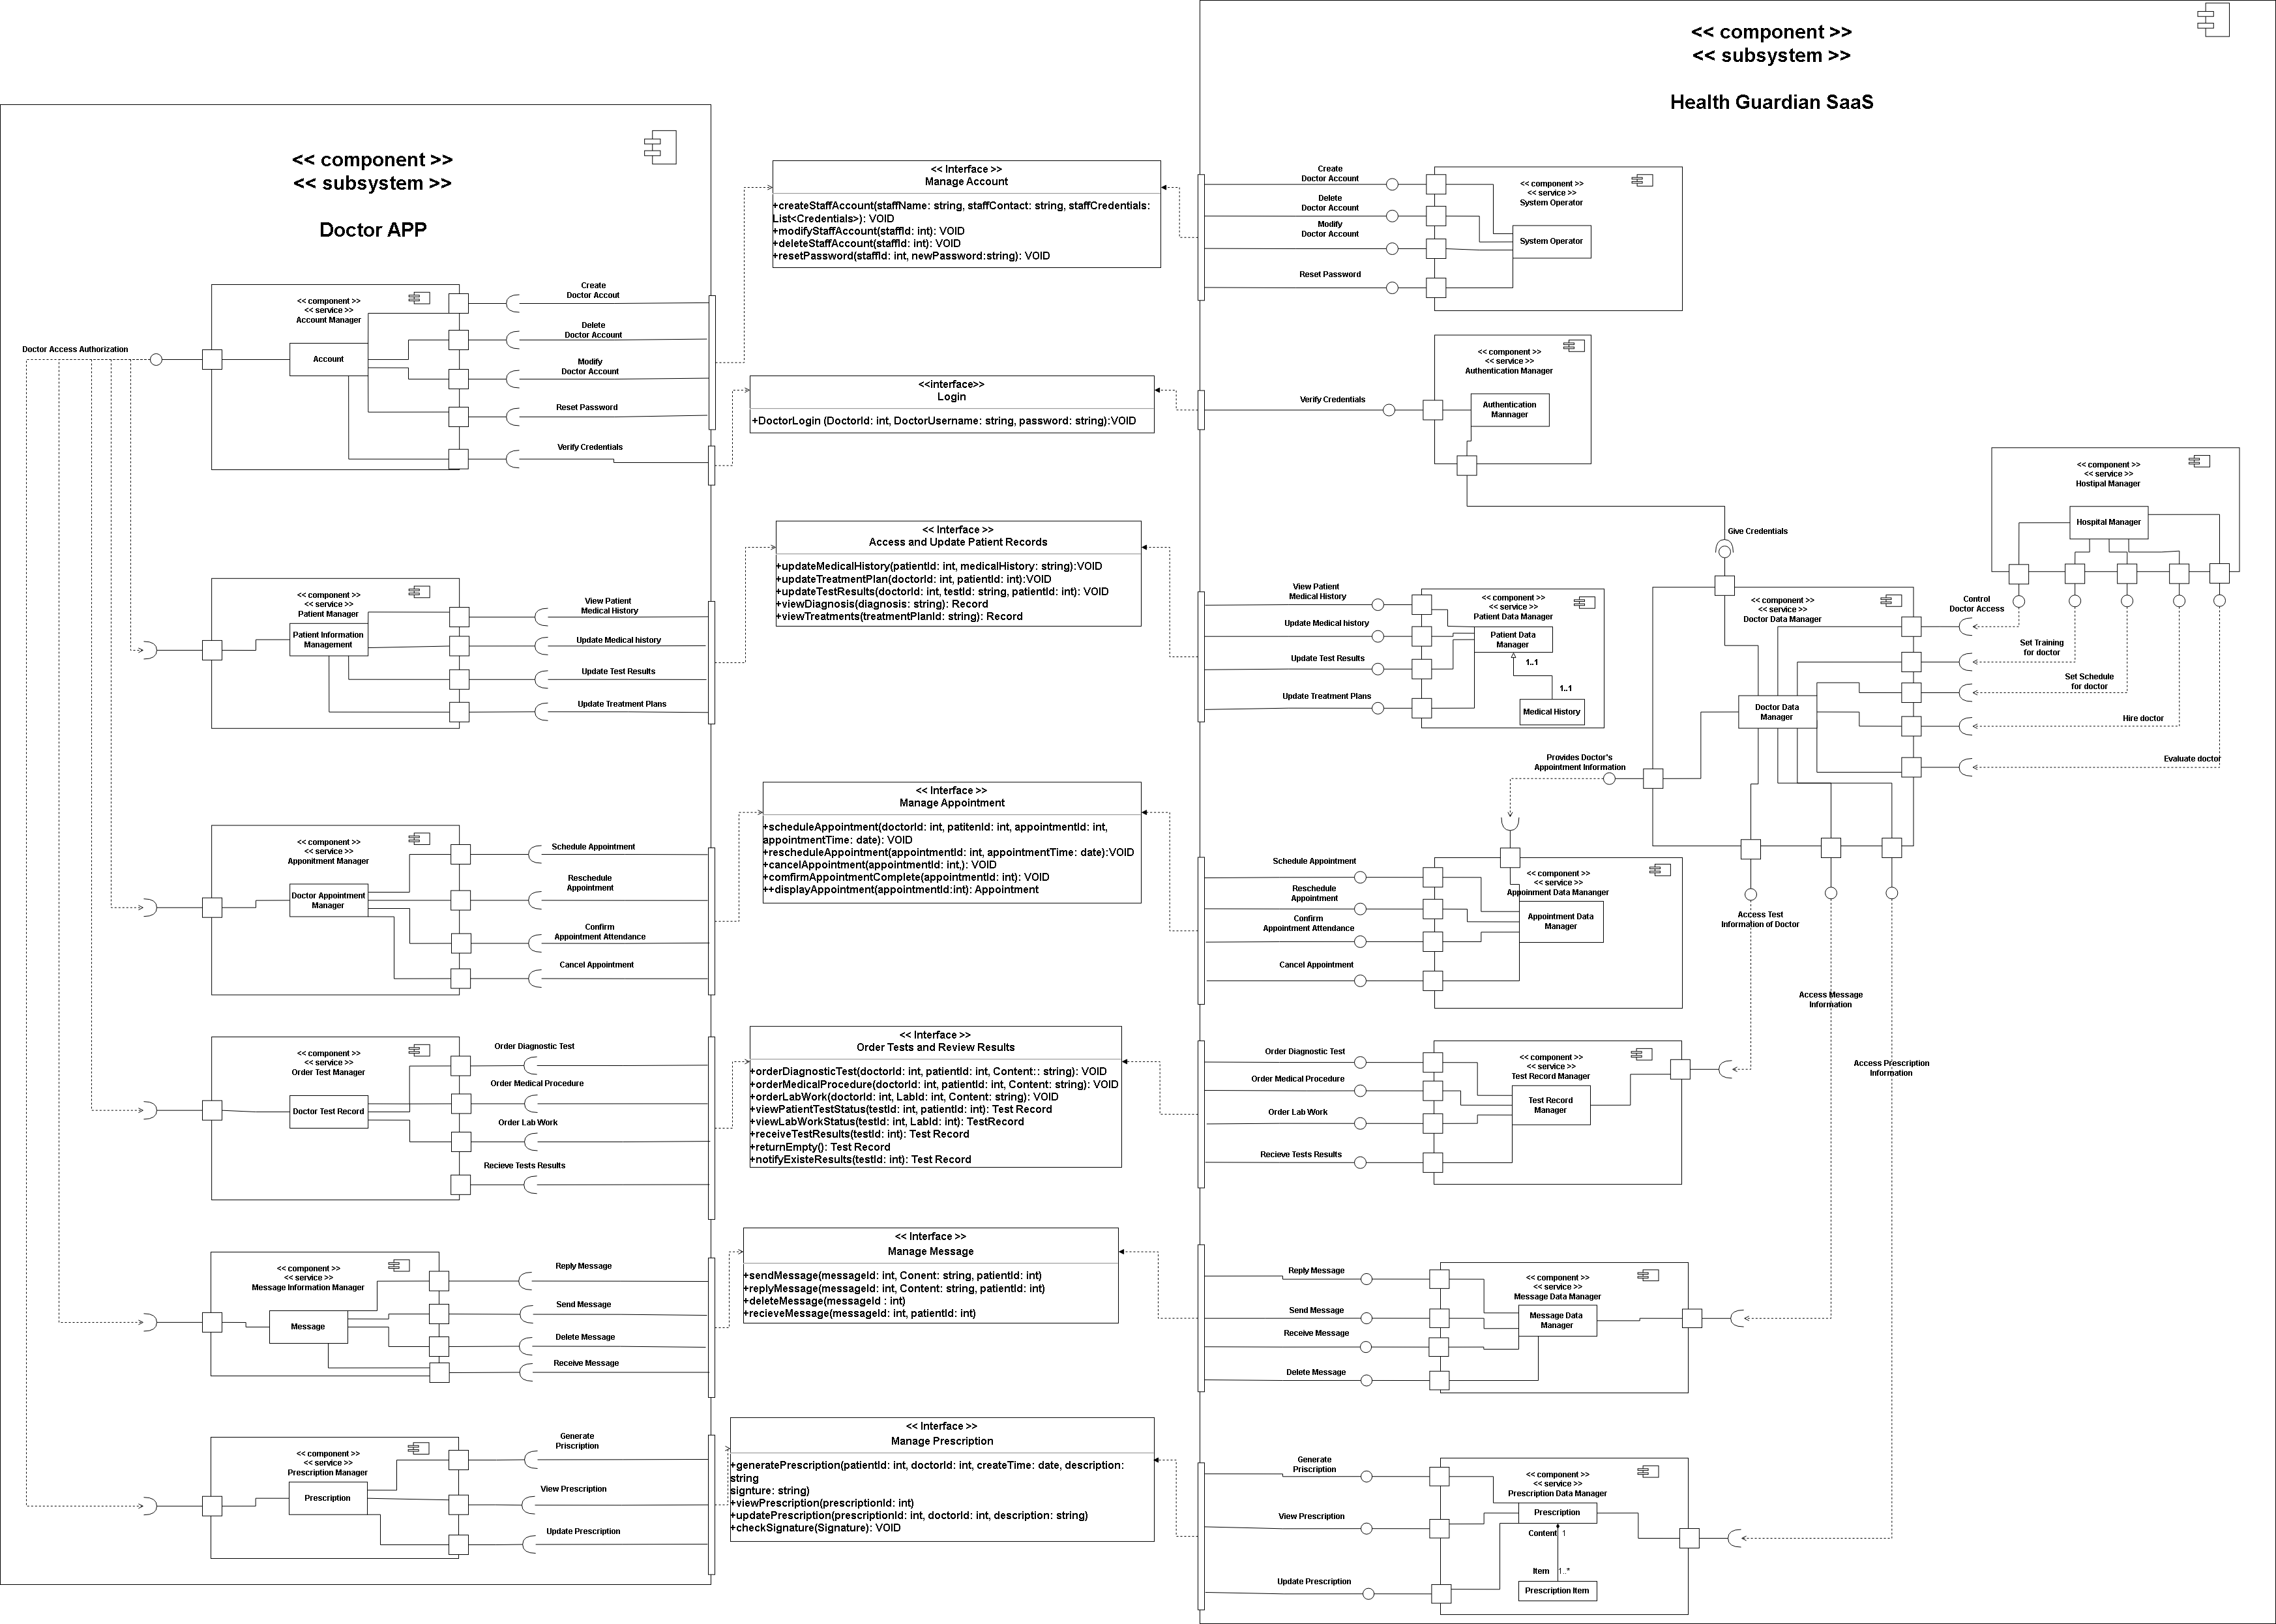 << component >>
<< subsystem >>
Health Guardian SaaS
<< component >>
<< subsystem >>
Doctor APP
<< component >>
<< service >>
Account Manager
Account
Doctor Access Authorization
Create
Doctor Accout
Delete
Doctor Account
Modify
Doctor Account
Reset Password
Verify Credentials
<< component >>
<< service >>
Patient Manager
Patient Information
Management
View Patient
Medical History
Update Medical history
Update Test Results
Update Treatment Plans
<< component >>
<< service >>
Apponitment Manager
Doctor Appointment
Manager
Schedule Appointment
Reschedule
Appointment
Confirm
Appointment Attendance
Cancel Appointment
<< component >>
<< service >>
Order Test Manager
Doctor Test Record
Order Diagnostic Test
Order Medical Procedure
Order Lab Work
Recieve Tests Results
<< component >>
<< service >>
Message Information Manager
Message
Reply Message
Send Message
Delete Message
Receive Message
<< component >>
<< service >>
Prescription Manager
Prescription
Generate
Priscription
View Prescription
Update Prescription
<< Interface >>
Manage Account
+createStaffAccount(staffName: string, staffContact: string, staffCredentials:
List<Credentials>): VOID
+modifyStaffAccount(staffId: int): VOID
+deleteStaffAccount(staffId: int): VOID
+resetPassword(staffId: int, newPassword:string): VOID
<<interface>>
Login
+DoctorLogin (DoctorId: int, DoctorUsername: string, password: string):VOID
<< Interface >>
Access and Update Patient Records
+updateMedicalHistory(patientId: int, medicalHistory: string):VOID
+updateTreatmentPlan(doctorId: int, patientId: int):VOID
+updateTestResults(doctorId: int, testId: string, patientId: int): VOID
+viewDiagnosis(diagnosis: string): Record
+viewTreatments(treatmentPlanId: string): Record
<< Interface >>
Manage Appointment
+scheduleAppointment(doctorId: int, patitenId: int, appointmentId: int,
appointmentTime: date): VOID
+rescheduleAppointment(appointmentId: int, appointmentTime: date):VOID
+cancelAppointment(appointmentId: int,): VOID
+comfirmAppointmentComplete(appointmentId: int): VOID
++displayAppointment(appointmentId:int): Appointment
<< Interface >>
Order Tests and Review Results
+orderDiagnosticTest(doctorId: int, patientId: int, Content:: string): VOID
+orderMedicalProcedure(doctorId: int, patientId: int, Content: string): VOID
+orderLabWork(doctorId: int, LabId: int, Content: string): VOID
+viewPatientTestStatus(testId: int, patientId: int): Test Record
+viewLabWorkStatus(testId: int, LabId: int): TestRecord
+receiveTestResults(testId: int): Test Record
+returnEmpty(): Test Record
+notifyExisteResults(testId: int): Test Record
<< Interface >>
Manage Message
+sendMessage(messageId: int, Conent: string, patientId: int)
+replyMessage(messageId: int, Content: string, patientId: int)
+deleteMessage(messageId : int)
+recieveMessage(messageId: int, patientId: int)
<< Interface >>
Manage Prescription
+generatePrescription(patientId: int, doctorId: int, createTime: date, description:
string
signture: string)
+viewPrescription(prescriptionId: int)
+updatePrescription(prescriptionId: int, doctorId: int, description: string)
+checkSignature(Signature): VOID
Create
Doctor Account
Delete
Doctor Account
Modify
Doctor Account
Reset Password
<< component >>
<< service >>
System Operator
System Operator
Verify Credentials
<< component >>
<< service >>
Authentication Manager
Authentication
Mannager
Give Credentials
<< component >>
<< service >>
Hostipal Manager
Hospital Manager
Control
Doctor Access
Set Training
for doctor
Set Schedule
for doctor
Hire doctor
Evaluate doctor
<< component >>
<< service >>
Doctor Data Manager
Doctor Data
Manager
Provides Doctor's
Appointment Information
Access Test
Information of Doctor
Access Message
Information
Access Prescription
Information
View Patient
Medical History
Update Medical history
Update Test Results
Update Treatment Plans
<< component >>
<< service >>
Patient Data Manager
Patient Data
Manager
1..1
1..1
Medical History
Schedule Appointment
Reschedule
Appointment
Confirm
Appointment Attendance
Cancel Appointment
<< component >>
<< service >>
Appoinment Data Mananger
Appointment Data
Manager
Order Diagnostic Test
Order Medical Procedure
Order Lab Work
Recieve Tests Results
<< component >>
<< service >>
Test Record Manager
Test Record
Manager
Reply Message
Send Message
Receive Message
Delete Message
<< component >>
<< service >>
Message Data Manager
Message Data
Manager
Generate
Priscription
View Prescription
Update Prescription
<< component >>
<< service >>
Prescription Data Manager
Prescription
Content 1
Item 1..*
Prescription Item